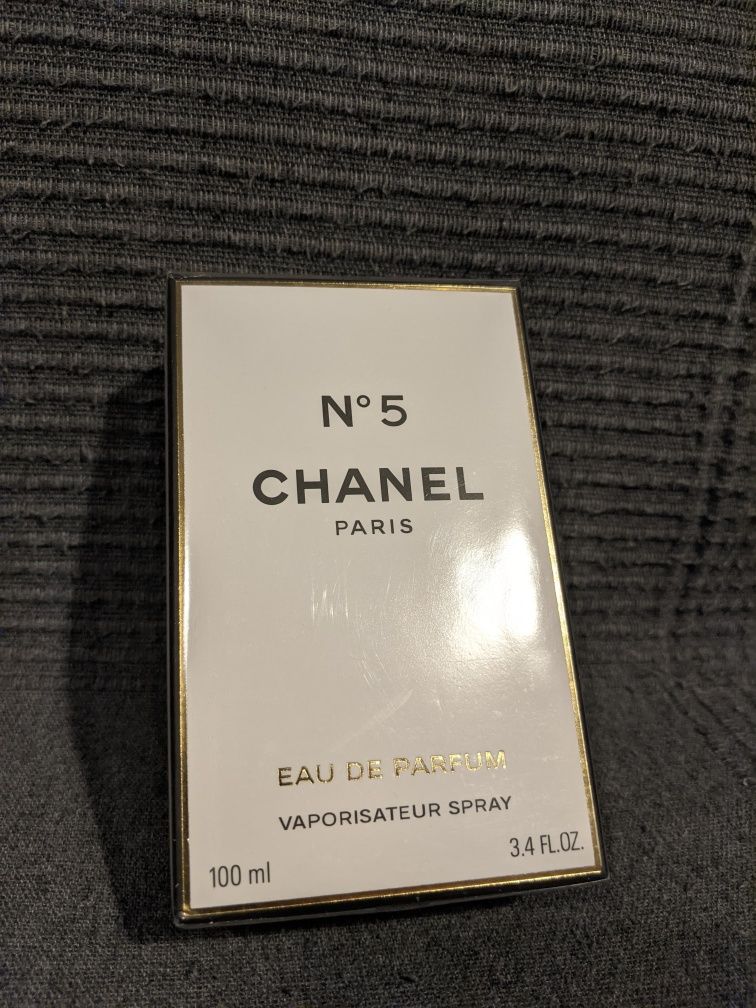 N°5
CHANEL
PARIS
EAU DE PARFUM
VAPORISATEUR SPRAY
100 ml
3.4 FL.OZ.